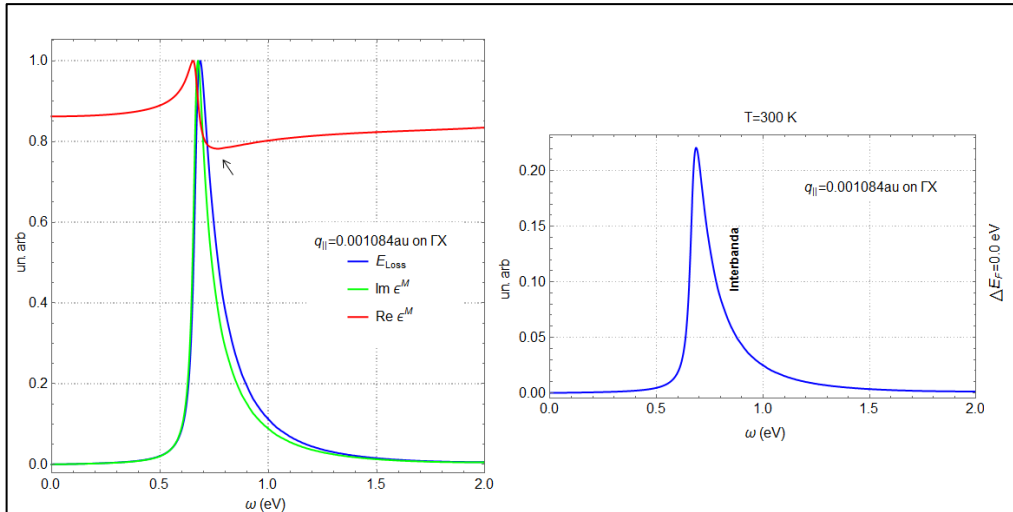 1.0
0.8
0.6
0.4
0.2
0.0
un. arb
q||=0.001084au on ΓX
E_Loss
Im ϵ^M
Re ϵ^M
0.0 0.5 1.0 1.5 2.0
ω (eV)
T=300 K
0.20
0.15
0.10
0.05
0.00
un. arb
q||=0.001084au on ΓX
Interbanda
ΔE_F=0.0 eV
0.0 0.5 1.0 1.5 2.0
ω (eV)